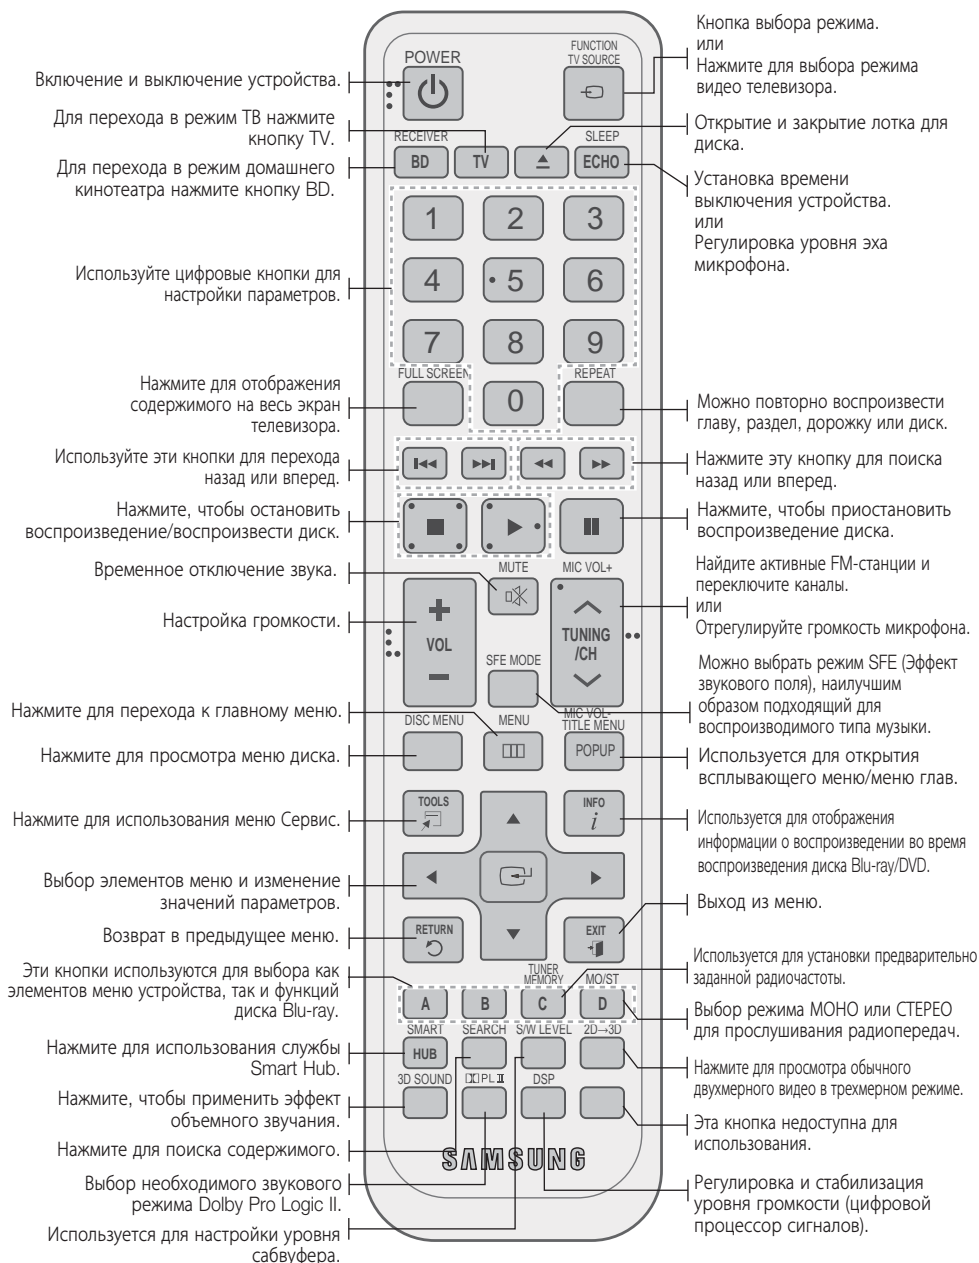 Включение и выключение устройства.
Для перехода в режим ТВ нажмите
кнопку TV.
Для перехода в режим домашнего
кинотеатра нажмите кнопку BD.
Используйте цифровые кнопки для
настройки параметров.
Нажмите для отображения
содержимого на весь экран
телевизора.
Используйте эти кнопки для перехода
назад или вперед.
Нажмите, чтобы остановить
воспроизведение/воспроизвести диск.
Временное отключение звука.
Настройка громкости.
Нажмите для перехода к главному меню.
Нажмите для просмотра меню диска.
Нажмите для использования меню Сервис.
Выбор элементов меню и изменение
значений параметров.
Возврат в предыдущее меню.
Эти кнопки используются для выбора как
элементов меню устройства, так и функций
диска Blu-ray.
Нажмите для использования службы
Smart Hub.
Нажмите, чтобы применить эффект
объемного звучания.
Нажмите для поиска содержимого.
Выбор необходимого звукового
режима Dolby Pro Logic II.
Используется для настройки уровня
сабвуфера.
POWER
FUNCTION
TV SOURCE
RECEIVER
SLEEP
BD
TV
ECHO
1
2
3
4
5
6
7
8
9
FULL SCREEN
0
REPEAT
MUTE
MIC VOL+
VOL
TUNING
/CH
SFE MODE
MIC VOL-
DISC MENU
MENU
TITLE MENU
POPUP
TOOLS
INFO
i
RETURN
EXIT
TUNER
MEMORY
MO/ST
A
B
C
D
SMART
SEARCH
S/W LEVEL
2D→3D
HUB
3D SOUND
PL II
DSP
SAMSUNG
Кнопка выбора режима.
или
Нажмите для выбора режима
видео телевизора.
Открытие и закрытие лотка для
диска.
Установка времени
выключения устройства.
или
Регулировка уровня эха
микрофона.
Можно повторно воспроизвести
главу, раздел, дорожку или диск.
Нажмите эту кнопку для поиска
назад или вперед.
Нажмите, чтобы приостановить
воспроизведение диска.
Найдите активные FM-станции и
переключите каналы.
или
Отрегулируйте громкость микрофона.
Можно выбрать режим SFE (Эффект
звукового поля), наилучшим
образом подходящий для
воспроизводимого типа музыки.
Используется для открытия
всплывающего меню/меню глав.
Используется для отображения
информации о воспроизведении во время
воспроизведения диска Blu-ray/DVD.
Выход из меню.
Используется для установки предварительно
заданной радиочастоты.
Выбор режима МОНО или СТЕРЕО
для прослушивания радиопередач.
Нажмите для просмотра обычного
двухмерного видео в трехмерном режиме.
Эта кнопка недоступна для
использования.
Регулировка и стабилизация
уровня громкости (цифровой
процессор сигналов).